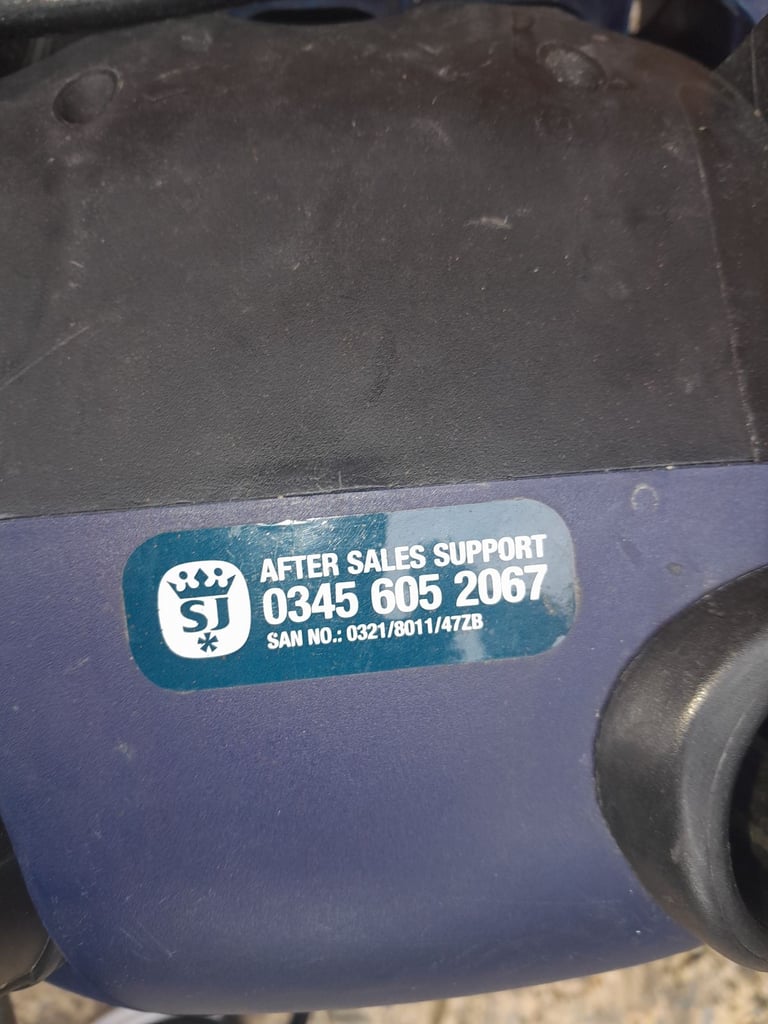 SJ
AFTER SALES SUPPORT
0345 605 2067
SAN NO.: 0321/8011/47ZB